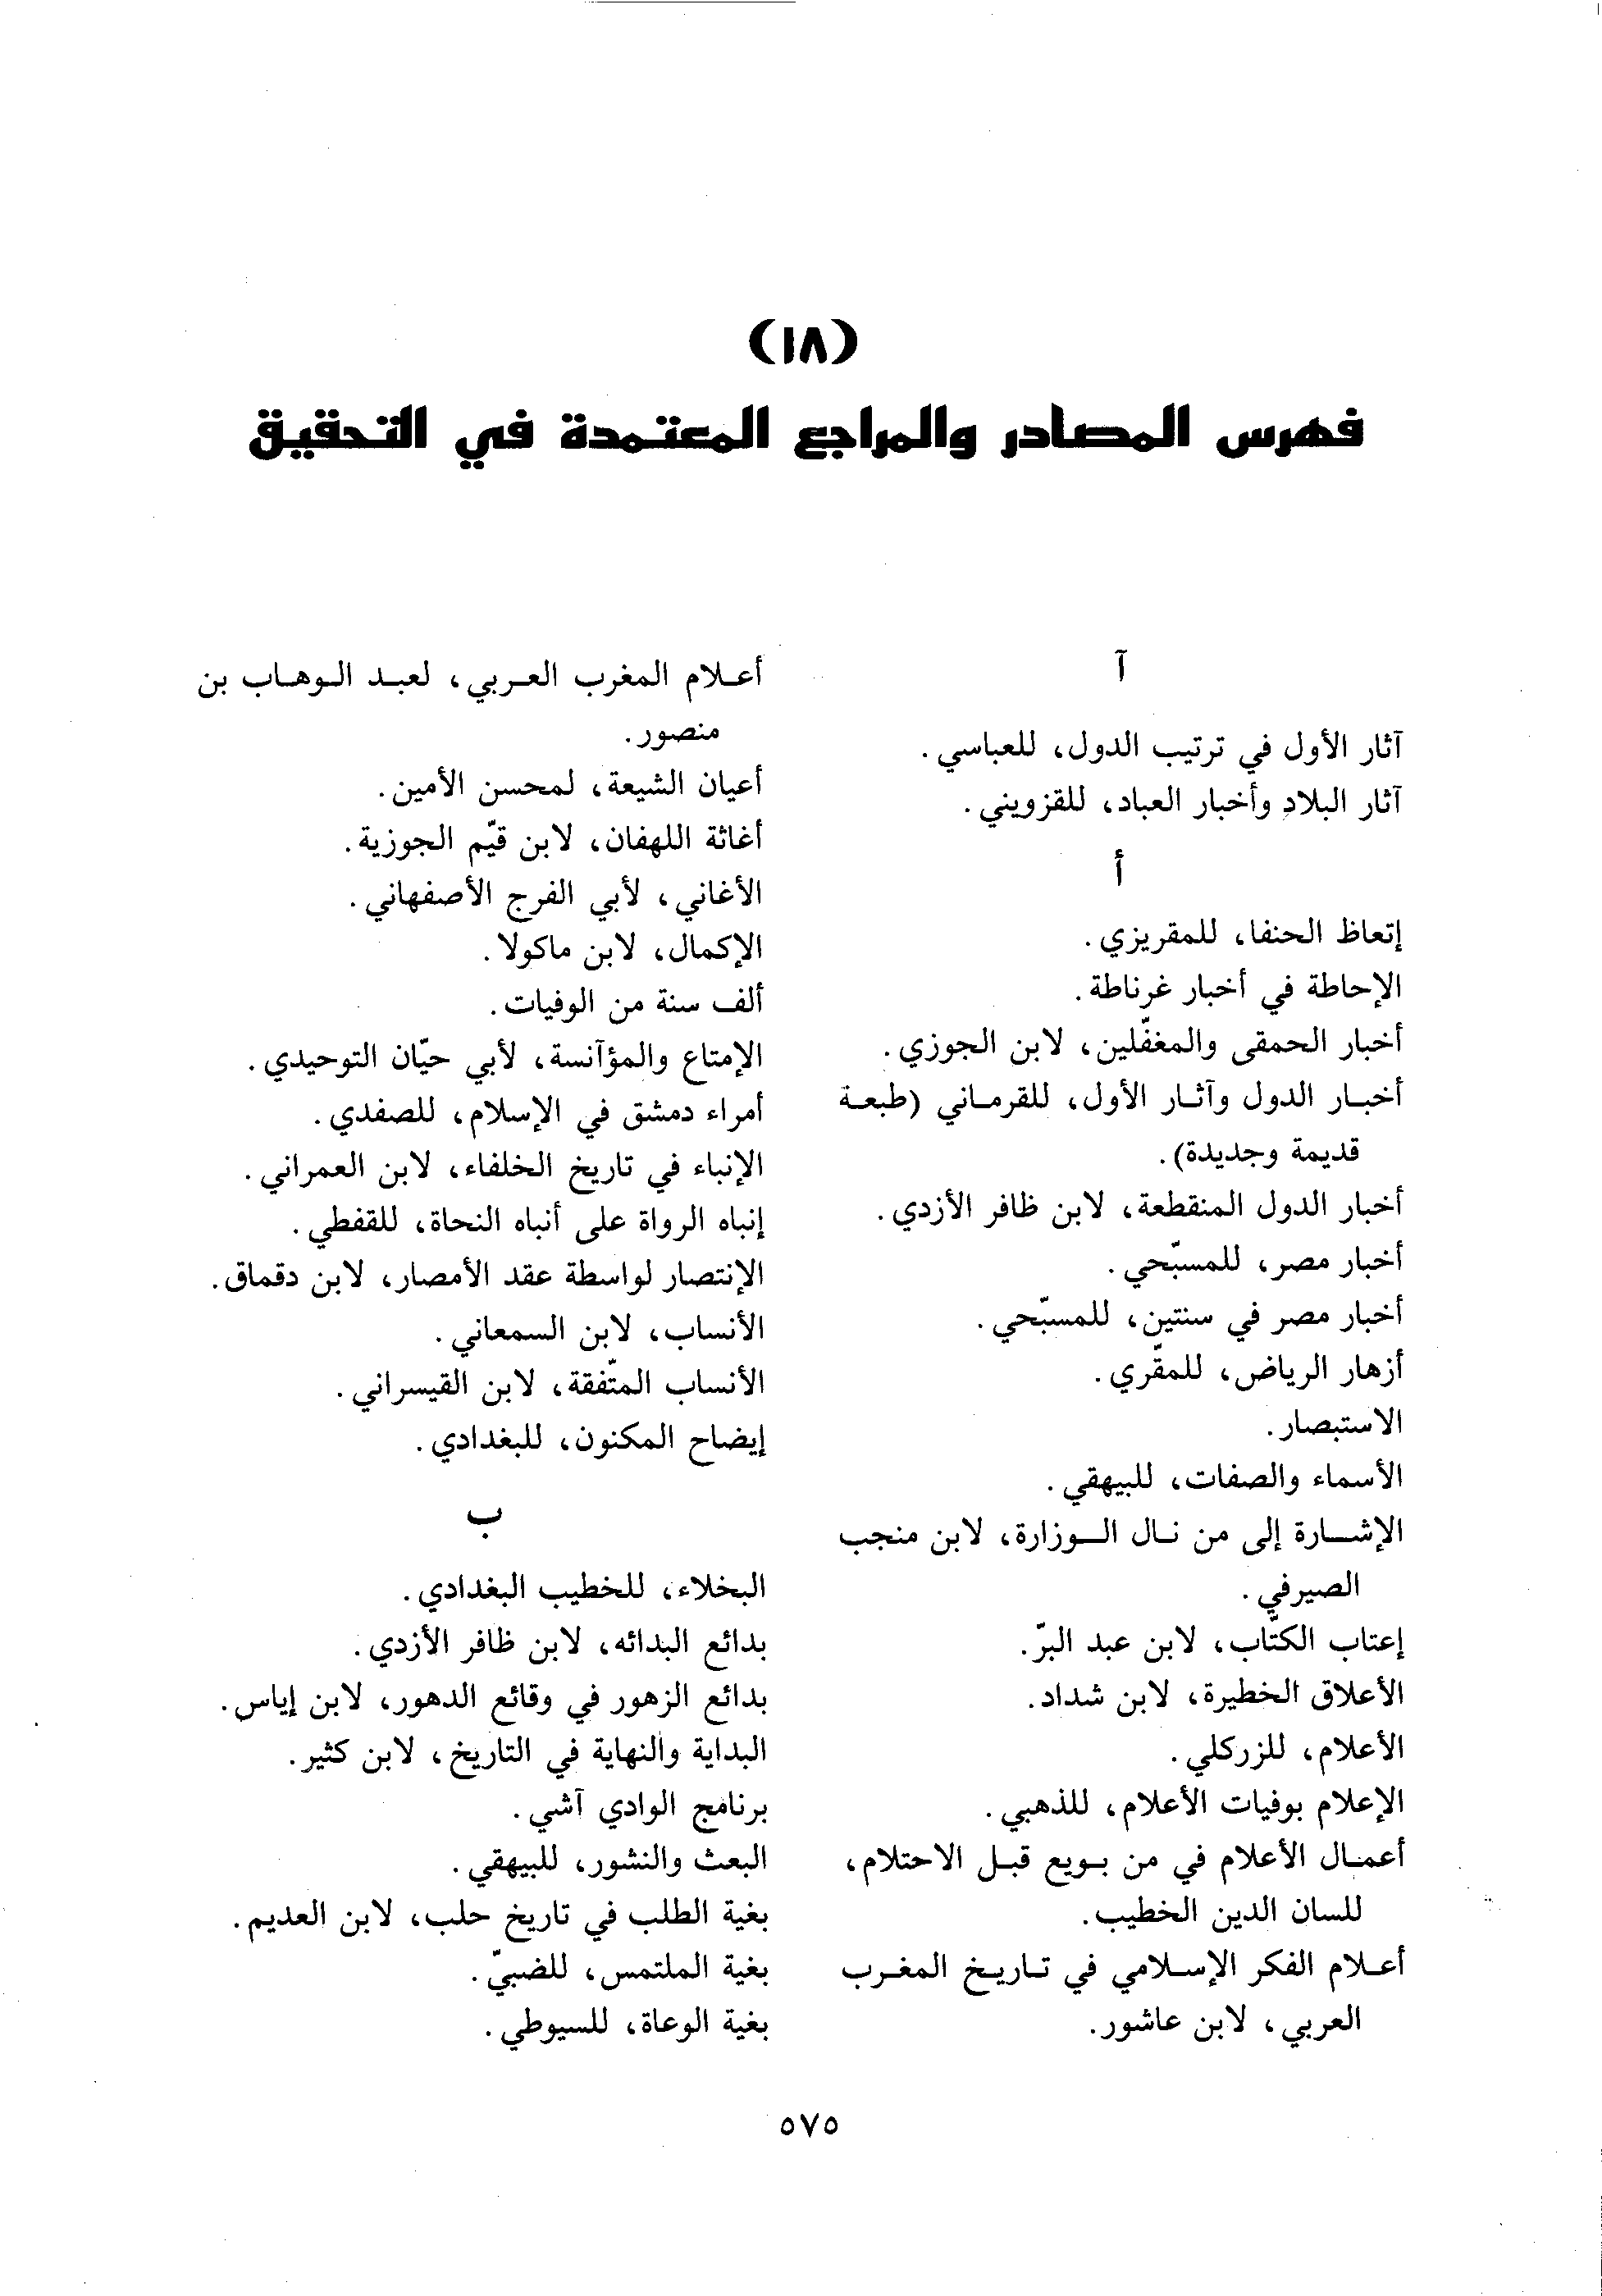 (١٨)
فهرس المصادر والمراجع المعتمدة في التحقيق
آ
آثار الأول في ترتيب الدول، للعباسي.
آثار البلاد وأخبار العباد، للقزويني.
أ
إتعاظ الحنفا، للمقريزي.
الإحاطة في أخبار غرناطة.
أخبار الحمقى والمغفّلين، لابن الجوزي.
أخبار الدول وآثار الأول، للقرماني (طبعة
قديمة وجديدة).
أخبار الدول المنقطعة، لابن ظافر الأزدي.
أخبار مصر، للمسبّحي.
أخبار مصر في سنتين، للمسبّحي.
أزهار الرياض، للمقّري.
الاستبصار.
الأسماء والصفات، للبيهقي.
الإشارة إلى من نال الوزارة، لابن منجب
الصيرفي.
إعتاب الكتّاب، لابن عبد البرّ.
الأعلاق الخطيرة، لابن شداد.
الأعلام، للزركلي.
الإعلام بوفيات الأعلام، للذهبي.
أعمال الأعلام في من بويع قبل الاحتلام،
للسان الدين الخطيب.
أعلام الفكر الإسلامي في تاريخ المغرب
العربي، لابن عاشور.
أعلام المغرب العربي، لعبد الوهاب بن
منصور.
أعيان الشيعة، لمحسن الأمين.
أغاثة اللهفان، لابن قيّم الجوزية.
الأغاني، لأبي الفرج الأصفهاني.
الإكمال، لابن ماكولا.
ألف سنة من الوفيات.
الإمتاع والمؤآنسة، لأبي حيّان التوحيدي.
أمراء دمشق في الإسلام، للصفدي.
الإنباء في تاريخ الخلفاء، لابن العمراني.
إنباه الرواة على أنباه النحاة، للقفطي.
الإنتصار لواسطة عقد الأمصار، لابن دقماق.
الأنساب، لابن السمعاني.
الأنساب المتّفقة، لابن القيسراني.
إيضاح المكنون، للبغدادي.
ب
البخلاء، للخطيب البغدادي.
بدائع البدائه، لابن ظافر الأزدي.
بدائع الزهور في وقائع الدهور، لابن إياس.
البداية والنهاية في التاريخ، لابن كثير.
برنامج الوادي آشي.
البعث والنشور، للبيهقي.
بغية الطلب في تاريخ حلب، لابن العديم.
بغية الملتمس، للضبيّ.
بغية الوعاة، للسيوطي.
٥٧٥